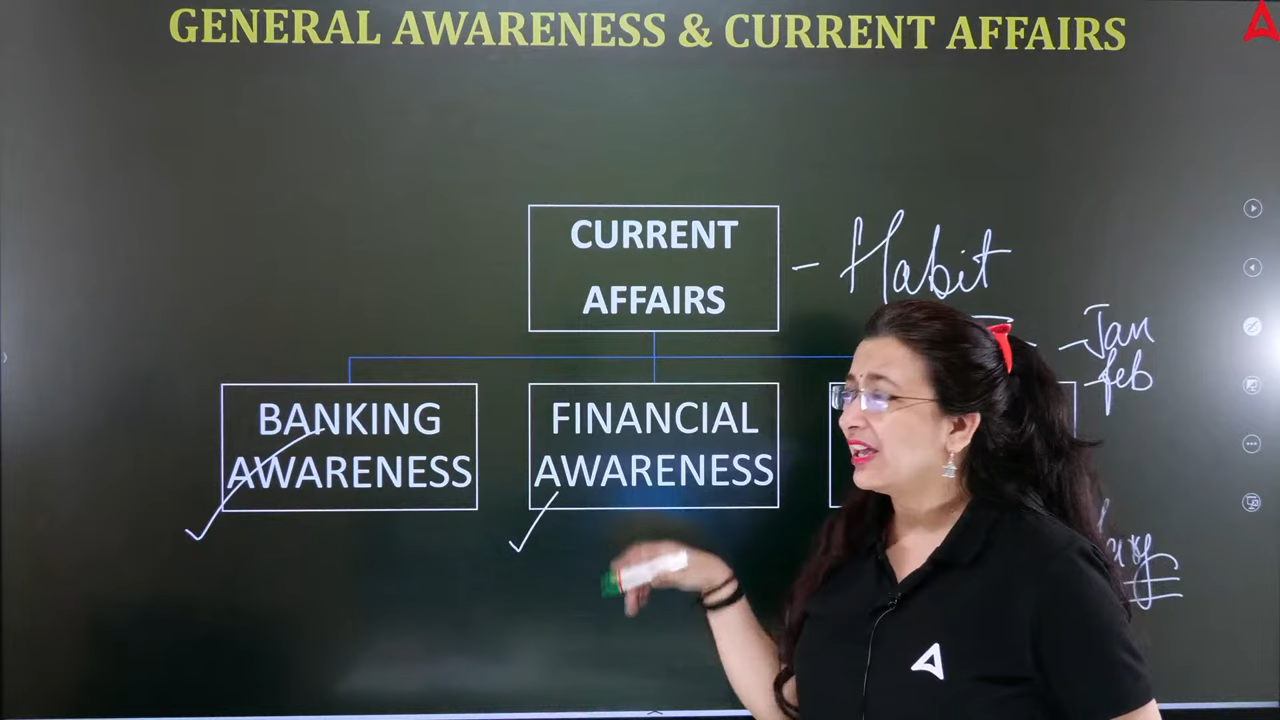 GENERAL AWARENESS & CURRENT AFFAIRS
CURRENT
AFFAIRS
- Habit
- Jan
feb
BANKING
AWARENESS
FINANCIAL
AWARENESS